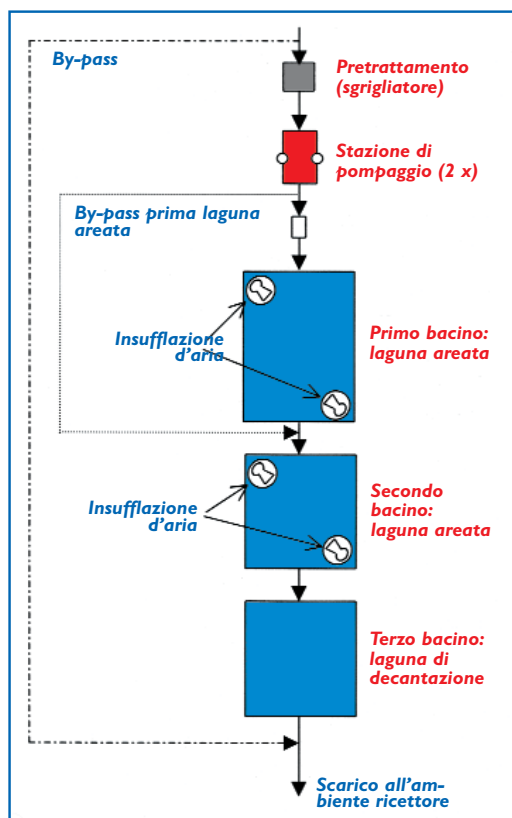 By-pass
Pretrattamento
(sgrigliatore)
Stazione di
pompaggio (2 x)
By-pass prima laguna
areata
Insufflazione
d'aria
Primo bacino:
laguna areata
Insufflazione
d'aria
Secondo
bacino:
laguna areata
Terzo bacino:
laguna di
decantazione
Scarico all'am-
biente ricettore